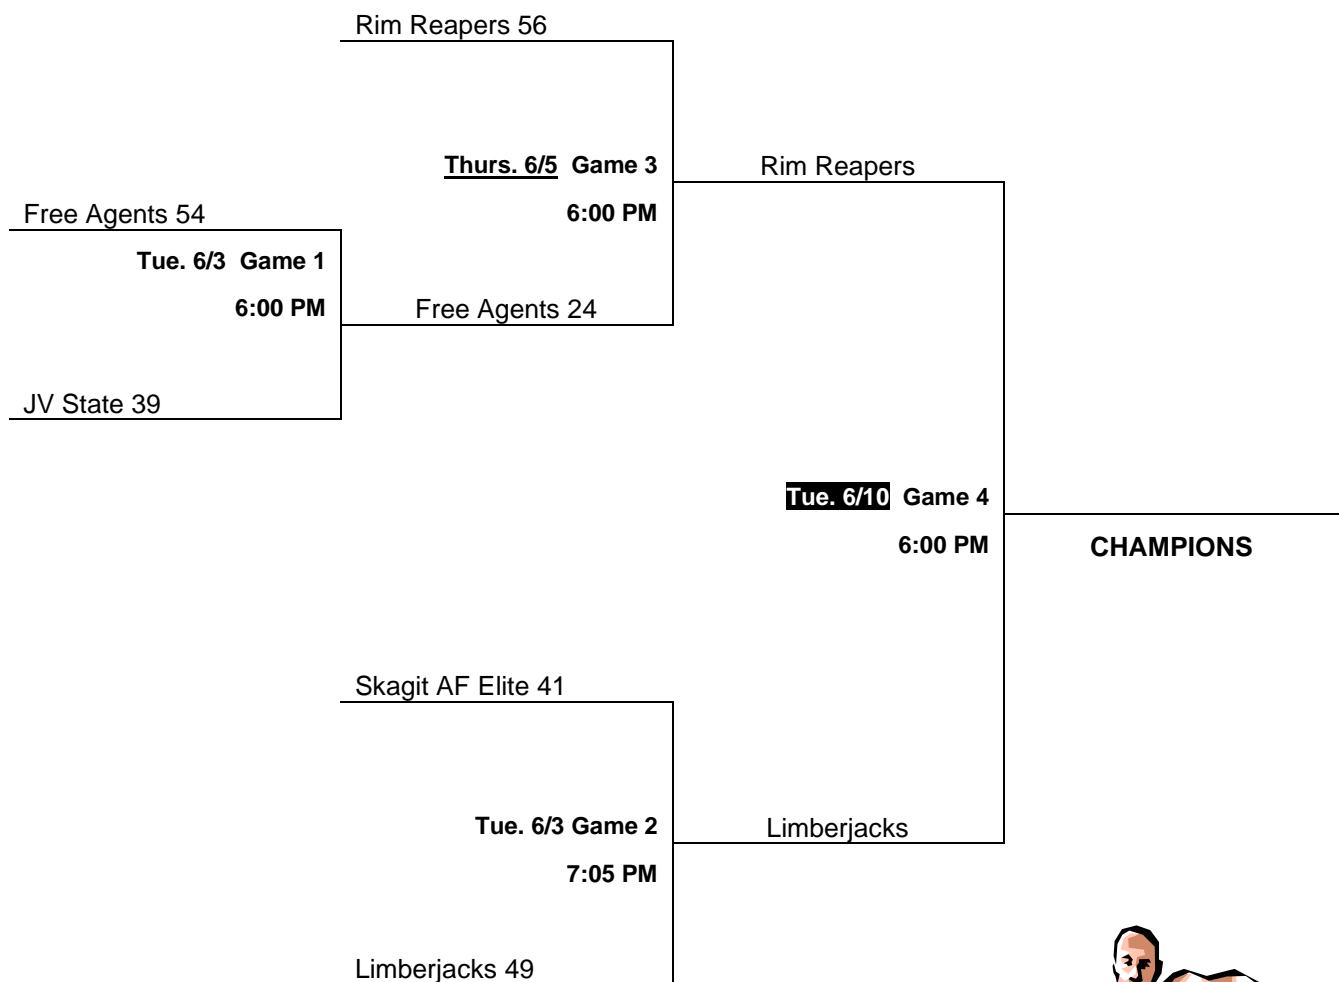 Rim Reapers 56
Thurs. 6/5 Game 3
Rim Reapers
Free Agents 54
6:00 PM
Tue. 6/3 Game 1
6:00 PM
Free Agents 24
JV State 39
Tue. 6/10 Game 4
6:00 PM
CHAMPIONS
Skagit AF Elite 41
Tue. 6/3 Game 2
Limberjacks
7:05 PM
Limberjacks 49